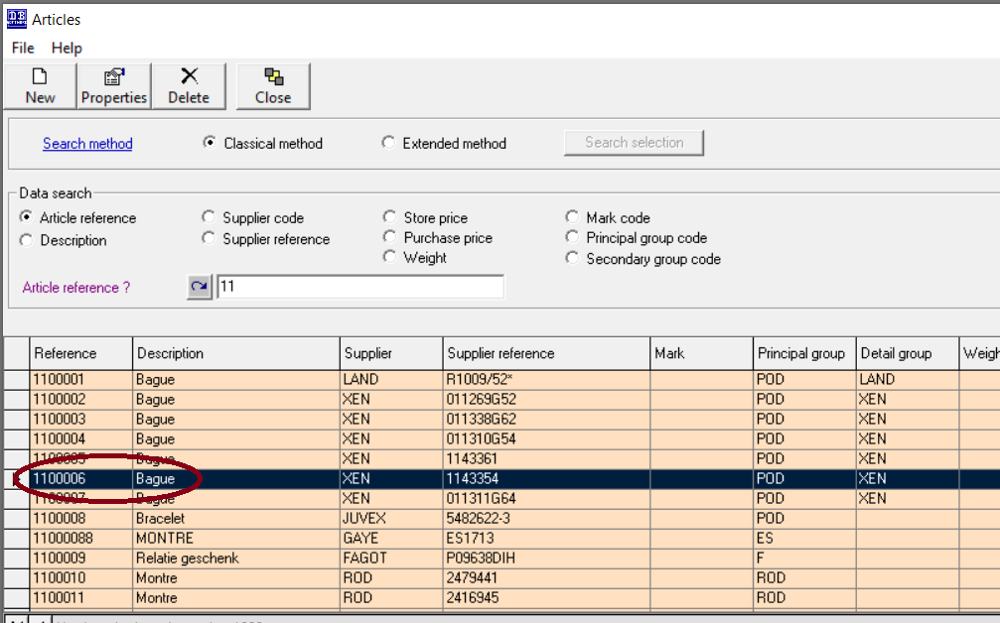 Articles
File Help
New Properties Delete Close
Search method Classical method Extended method Search selection
Data search
Article reference Supplier code Store price Mark code
Description Supplier reference Purchase price Principal group code
Weight Secondary group code
Article reference ? 11
Reference Description Supplier Supplier reference Mark Principal group Detail group Weigh
1100001 Bague LAND R1009/52* POD LAND
1100002 Bague XEN 011269G52 POD XEN
1100003 Bague XEN 011338G62 POD XEN
1100004 Bague XEN 011310G54 POD XEN
1100005 Bague XEN 1143361 POD XEN
1100006 Bague XEN 1143354 POD XEN
1100007 Bague XEN 011311G64 POD XEN
1100008 Bracelet JUVEX 5482622-3 POD
11000088 MONTRE GAYE ES1713 ES
1100009 Relatie geschenk FAGOT P09638DIH F
1100010 Montre ROD 2479441 ROD
1100011 Montre ROD 2416945 ROD